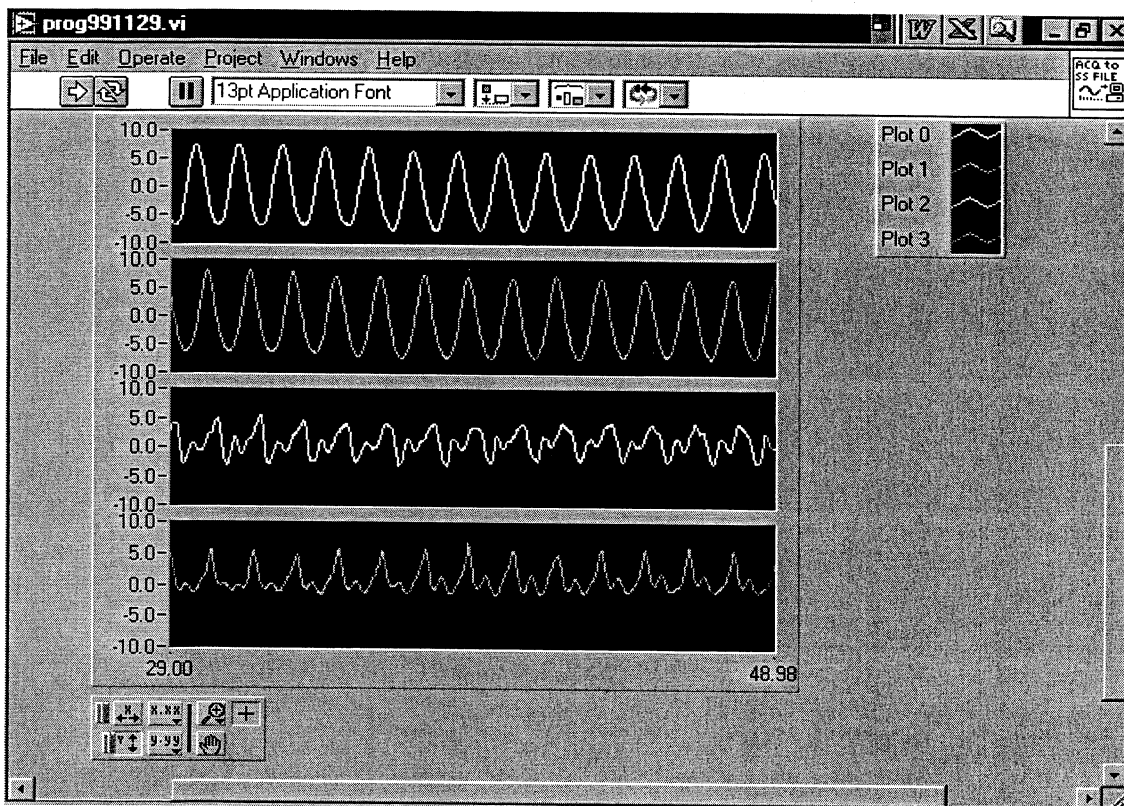 prog991129.vi
File Edit Operate Project Windows Help
13pt Application Font
ACQ to
SS FILE
10.0
5.0
0.0
-5.0
-10.0
10.0
5.0
0.0
-5.0
-10.0
10.0
5.0
0.0
-5.0
-10.0
10.0
5.0
0.0
-5.0
-10.0
29.00 48.98
Plot 0
Plot 1
Plot 2
Plot 3
X x.xx
Y y.yy